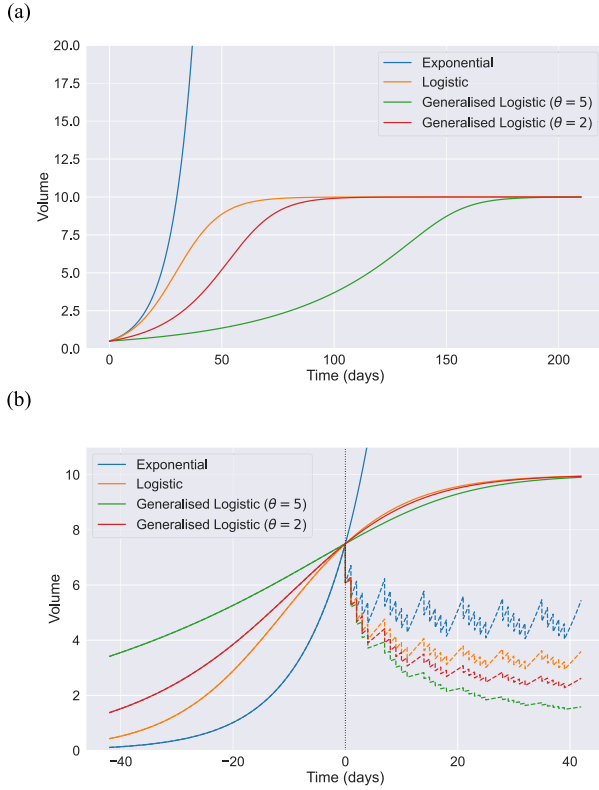 (a)
20.0
17.5
15.0
12.5
10.0
7.5
5.0
2.5
0.0
Volume
Exponential
Logistic
Generalised Logistic (θ = 5)
Generalised Logistic (θ = 2)
0 50 100 150 200
Time (days)
(b)
10
8
6
4
2
0
Volume
Exponential
Logistic
Generalised Logistic (θ = 5)
Generalised Logistic (θ = 2)
−40 −20 0 20 40
Time (days)